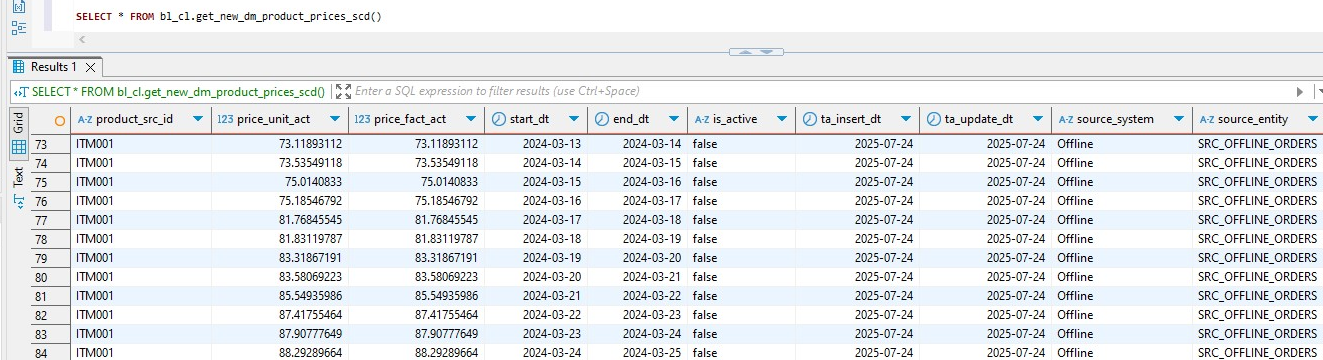 SELECT * FROM bl_cl.get_new_dm_product_prices_scd()
Results 1
SELECT * FROM bl_cl.get_new_dm_product_prices_scd() Enter a SQL expression to filter results (use Ctrl+Space)
Grid
Text
A-Z product_src_id 123 price_unit_act 123 price_fact_act start_dt end_dt A-Z is_active ta_insert_dt ta_update_dt A-Z source_system A-Z source_entity
73 ITM001 73.11893112 73.11893112 2024-03-13 2024-03-14 false 2025-07-24 2025-07-24 Offline SRC_OFFLINE_ORDERS
74 ITM001 73.53549118 73.53549118 2024-03-14 2024-03-15 false 2025-07-24 2025-07-24 Offline SRC_OFFLINE_ORDERS
75 ITM001 75.0140833 75.0140833 2024-03-15 2024-03-16 false 2025-07-24 2025-07-24 Offline SRC_OFFLINE_ORDERS
76 ITM001 75.18546792 75.18546792 2024-03-16 2024-03-17 false 2025-07-24 2025-07-24 Offline SRC_OFFLINE_ORDERS
77 ITM001 81.76845545 81.76845545 2024-03-17 2024-03-18 false 2025-07-24 2025-07-24 Offline SRC_OFFLINE_ORDERS
78 ITM001 81.83119787 81.83119787 2024-03-18 2024-03-19 false 2025-07-24 2025-07-24 Offline SRC_OFFLINE_ORDERS
79 ITM001 83.31867191 83.31867191 2024-03-19 2024-03-20 false 2025-07-24 2025-07-24 Offline SRC_OFFLINE_ORDERS
80 ITM001 83.58069223 83.58069223 2024-03-20 2024-03-21 false 2025-07-24 2025-07-24 Offline SRC_OFFLINE_ORDERS
81 ITM001 85.54935986 85.54935986 2024-03-21 2024-03-22 false 2025-07-24 2025-07-24 Offline SRC_OFFLINE_ORDERS
82 ITM001 87.41755464 87.41755464 2024-03-22 2024-03-23 false 2025-07-24 2025-07-24 Offline SRC_OFFLINE_ORDERS
83 ITM001 87.90777649 87.90777649 2024-03-23 2024-03-24 false 2025-07-24 2025-07-24 Offline SRC_OFFLINE_ORDERS
84 ITM001 88.29289664 88.29289664 2024-03-24 2024-03-25 false 2025-07-24 2025-07-24 Offline SRC_OFFLINE_ORDERS